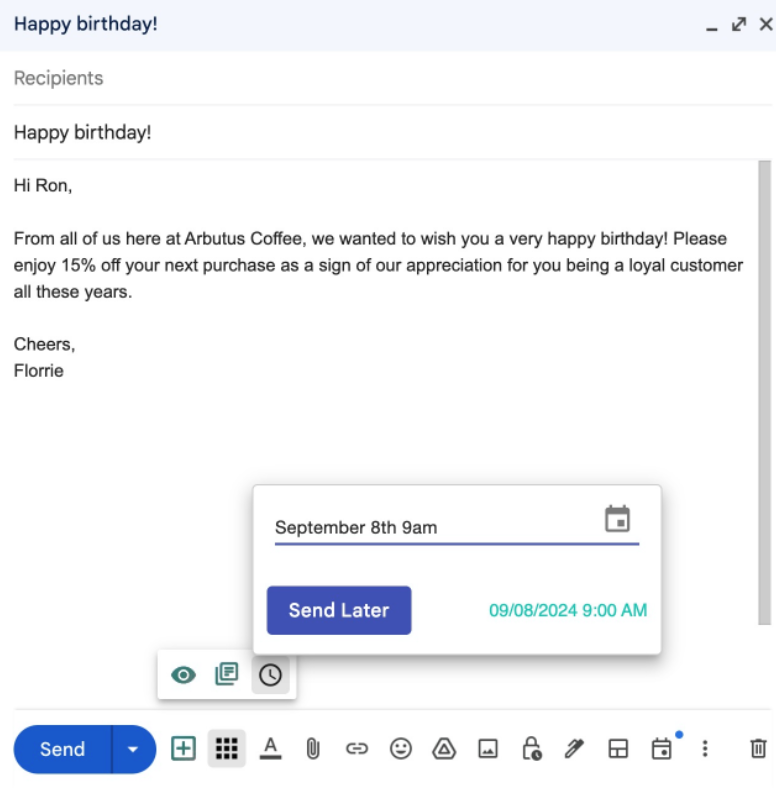 Happy birthday!
Recipients
Happy birthday!
Hi Ron,
From all of us here at Arbutus Coffee, we wanted to wish you a very happy birthday! Please
enjoy 15% off your next purchase as a sign of our appreciation for you being a loyal customer
all these years.
Cheers,
Florrie
September 8th 9am
Send Later
09/08/2024 9:00 AM
Send